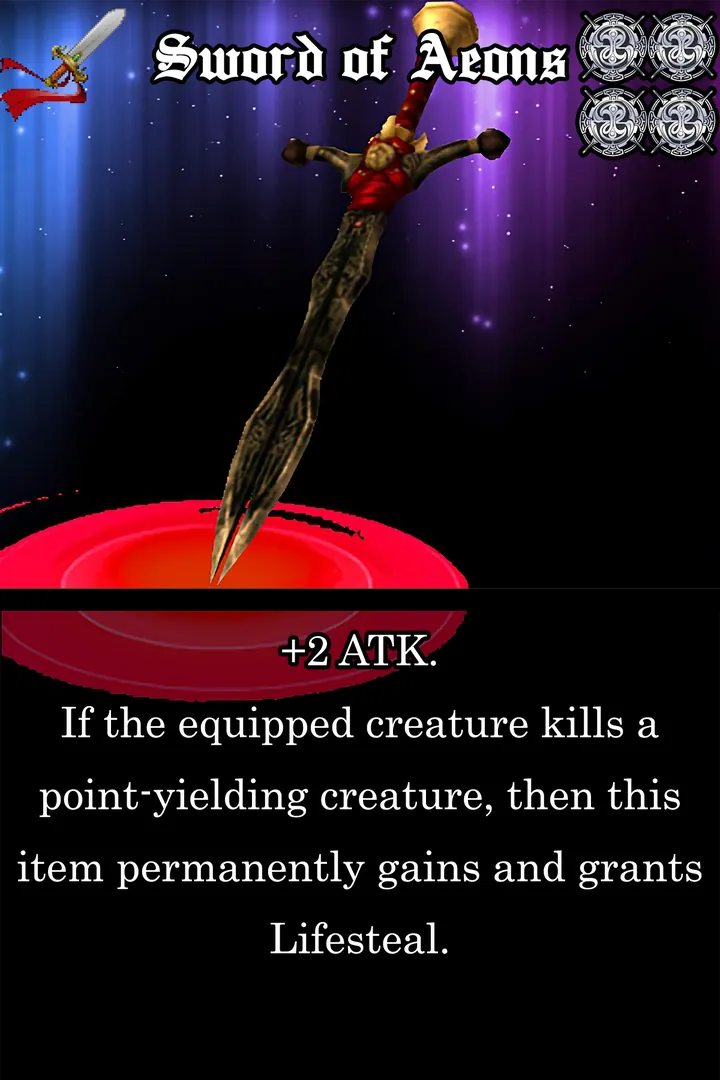 Sword of Aeons
+2 ATK.
If the equipped creature kills a
point-yielding creature, then this
item permanently gains and grants
Lifesteal.